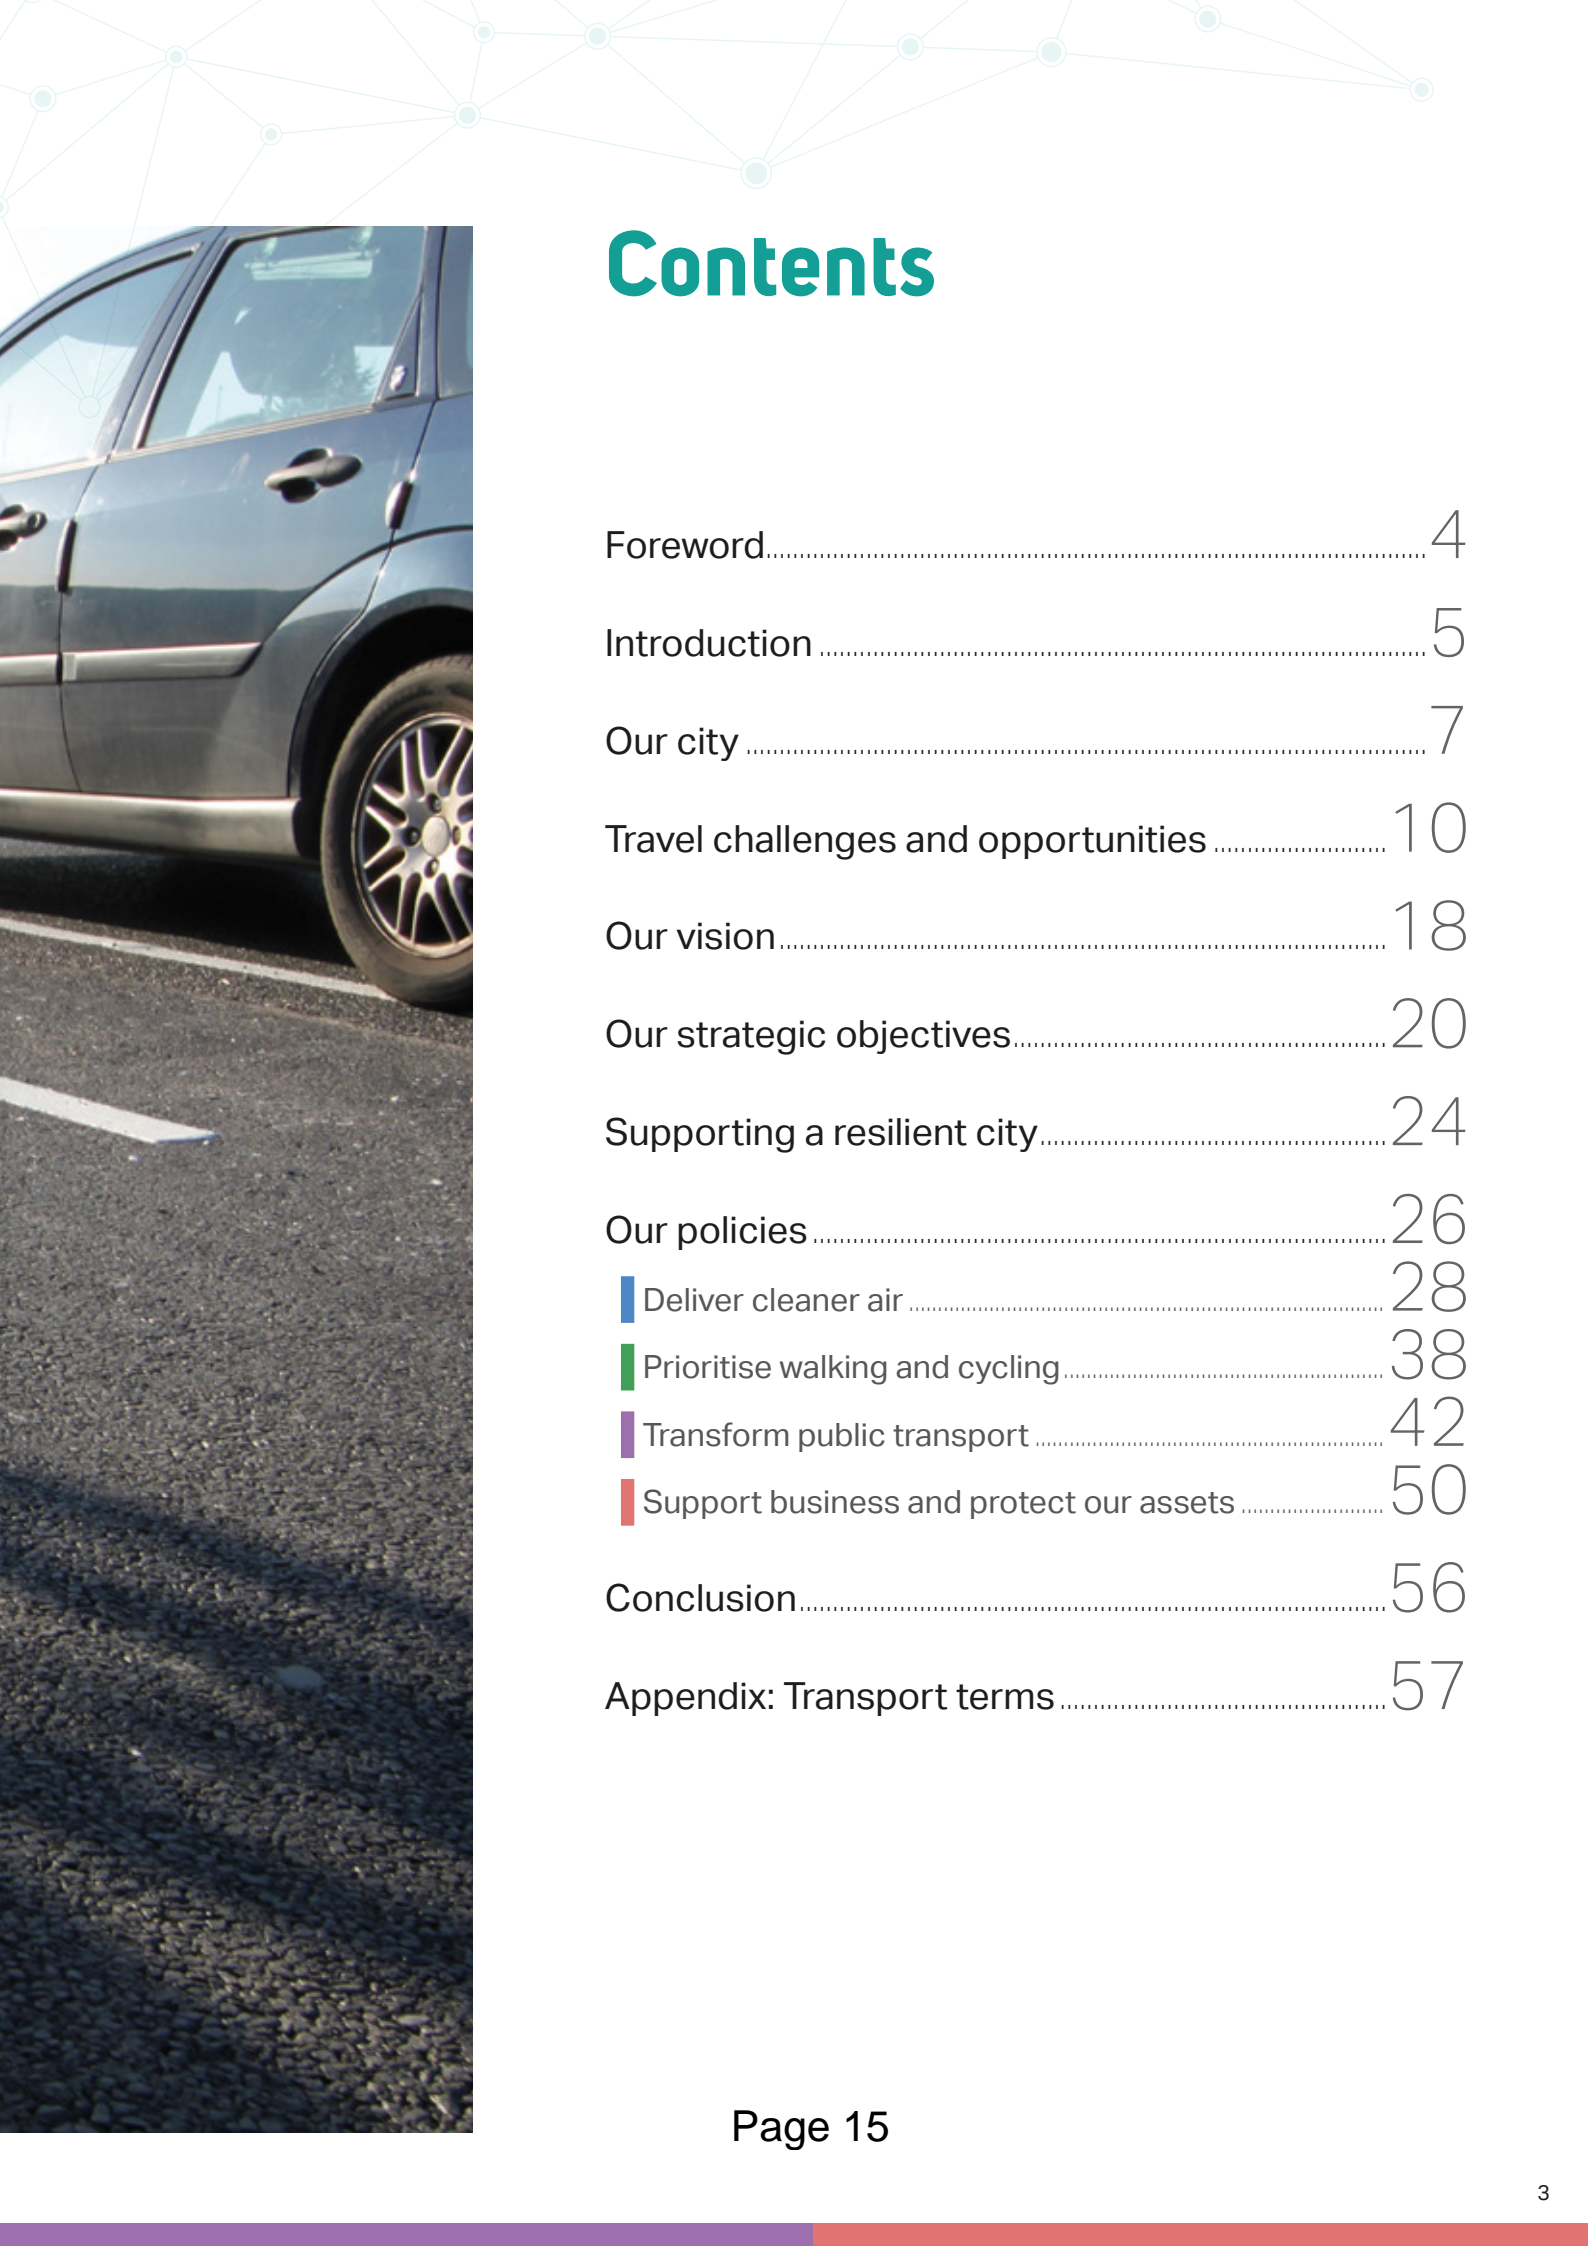 Contents
Foreword 4
Introduction 5
Our city 7
Travel challenges and opportunities 10
Our vision 18
Our strategic objectives 20
Supporting a resilient city 24
Our policies 26
Deliver cleaner air 28
Prioritise walking and cycling 38
Transform public transport 42
Support business and protect our assets 50
Conclusion 56
Appendix: Transport terms 57
Page 15
3